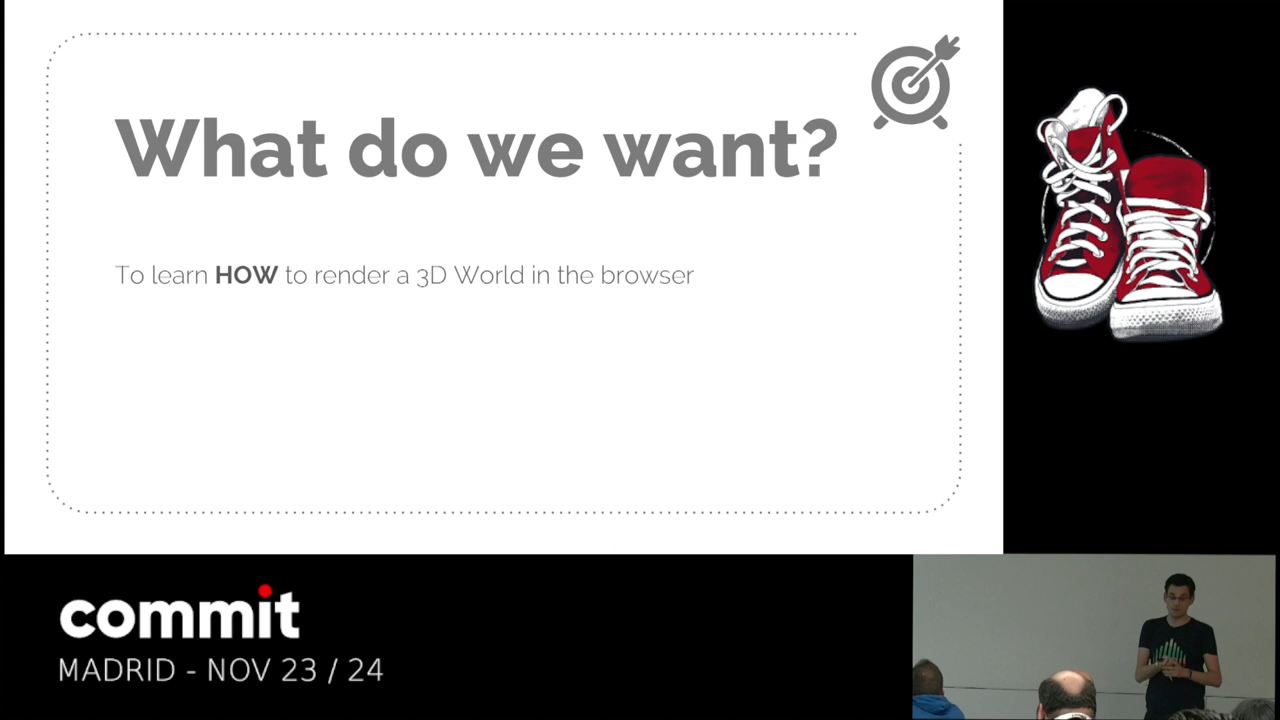 What do we want?
To learn HOW to render a 3D World in the browser
commit
MADRID - NOV 23 / 24